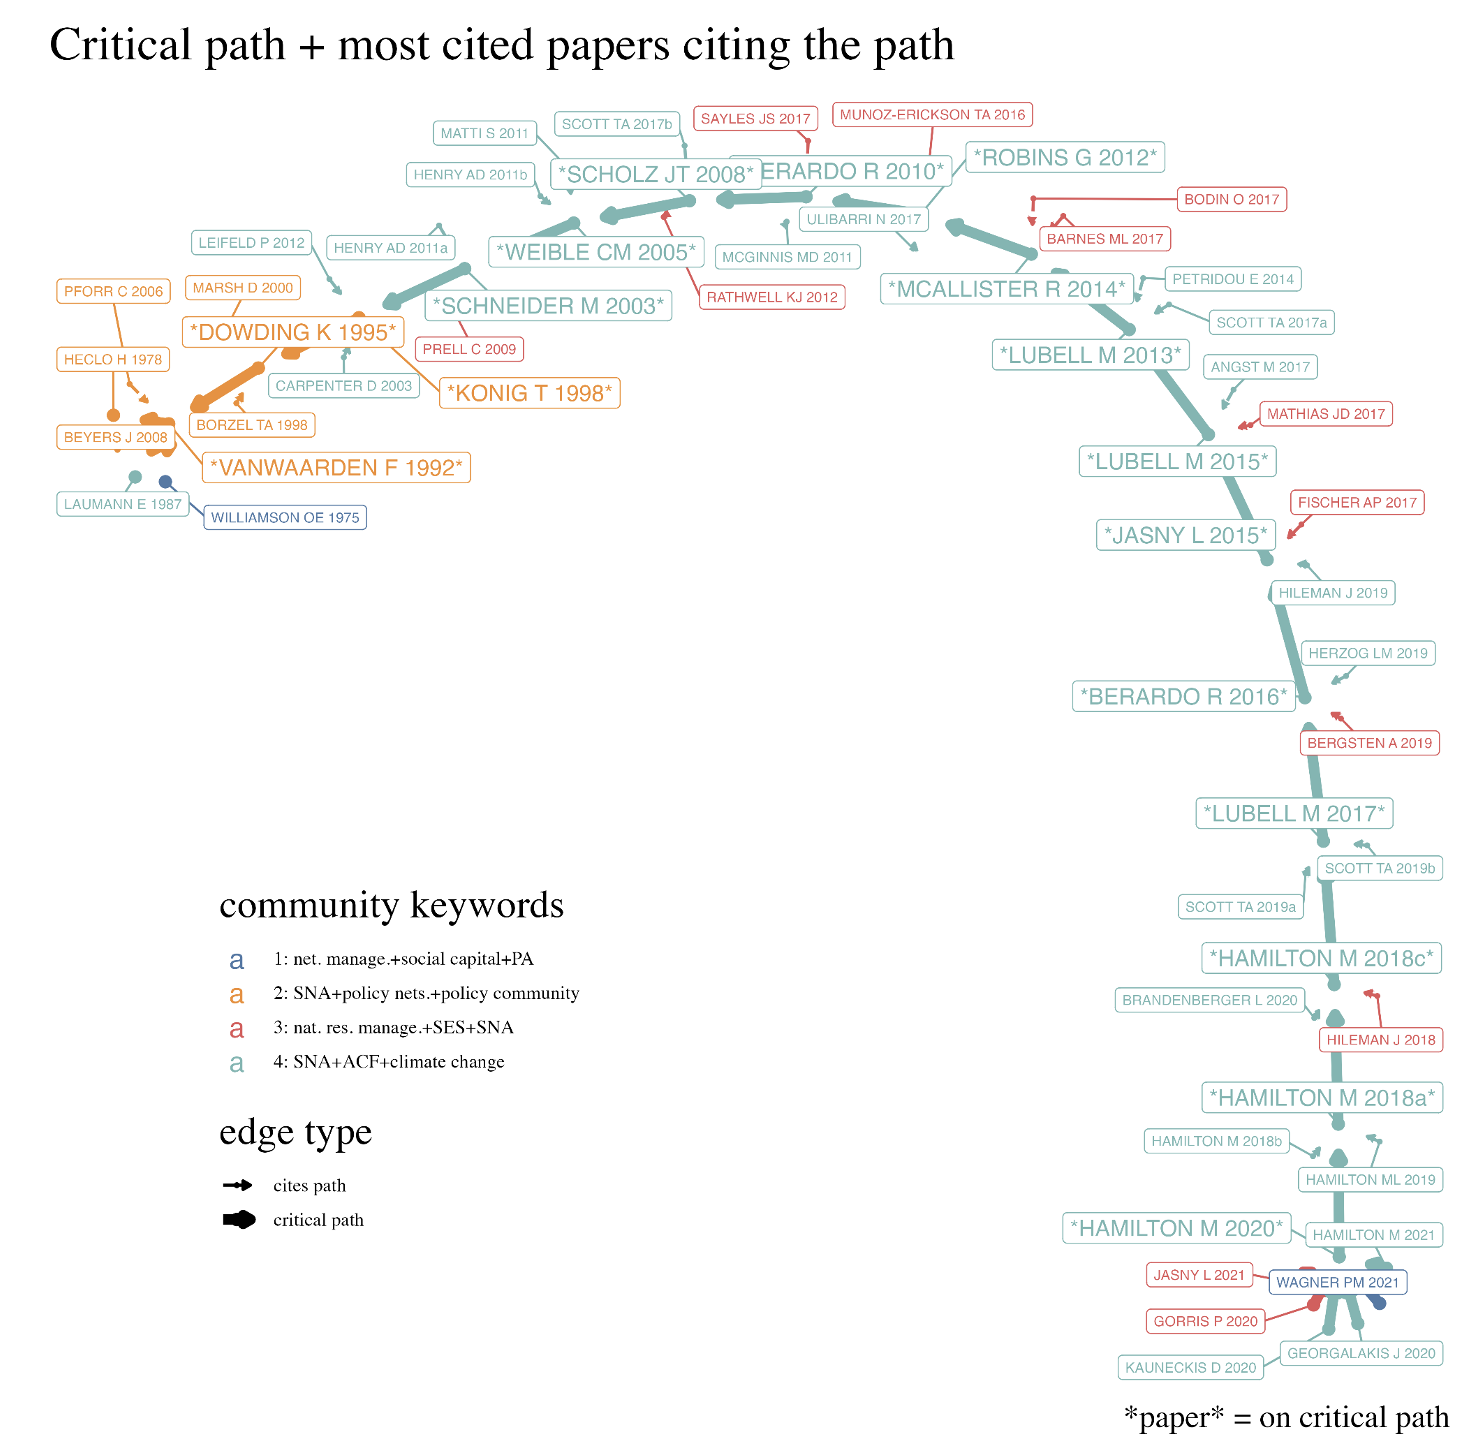 Critical path + most cited papers citing the path
MUNOZ-ERICKSON TA 2016
SAYLES JS 2017
SCOTT TA 2017b
MATTI S 2011
*ROBINS G 2012*
*SCHOLZ JT 2008*
ERARDO R 2010*
HENRY AD 2011b
BODIN O 2017
ULIBARRI N 2017
BARNES ML 2017
LEIFELD P 2012
HENRY AD 2011a
*WEIBLE CM 2005*
MCGINNIS MD 2011
PETRIDOU E 2014
PFORR C 2006
MARSH D 2000
*MCALLISTER R 2014*
RATHWELL KJ 2012
*SCHNEIDER M 2003*
SCOTT TA 2017a
*DOWDING K 1995*
PRELL C 2009
*LUBELL M 2013*
HECLO H 1978
ANGST M 2017
CARPENTER D 2003
*KONIG T 1998*
MATHIAS JD 2017
BORZEL TA 1998
BEYERS J 2008
*VANWAARDEN F 1992*
*LUBELL M 2015*
LAUMANN E 1987
WILLIAMSON OE 1975
FISCHER AP 2017
*JASNY L 2015*
HILEMAN J 2019
HERZOG LM 2019
*BERARDO R 2016*
BERGSTEN A 2019
*LUBELL M 2017*
SCOTT TA 2019b
SCOTT TA 2019a
*HAMILTON M 2018c*
BRANDENBERGER L 2020
HILEMAN J 2018
*HAMILTON M 2018a*
HAMILTON M 2018b
HAMILTON ML 2019
*HAMILTON M 2020*
HAMILTON M 2021
JASNY L 2021
WAGNER PM 2021
GORRIS P 2020
GEORGALAKIS J 2020
KAUNECKIS D 2020
community keywords
a 1: net. manage.+social capital+PA
a 2: SNA+policy nets.+policy community
a 3: nat. res. manage.+SES+SNA
a 4: SNA+ACF+climate change
edge type
cites path
critical path
*paper* = on critical path